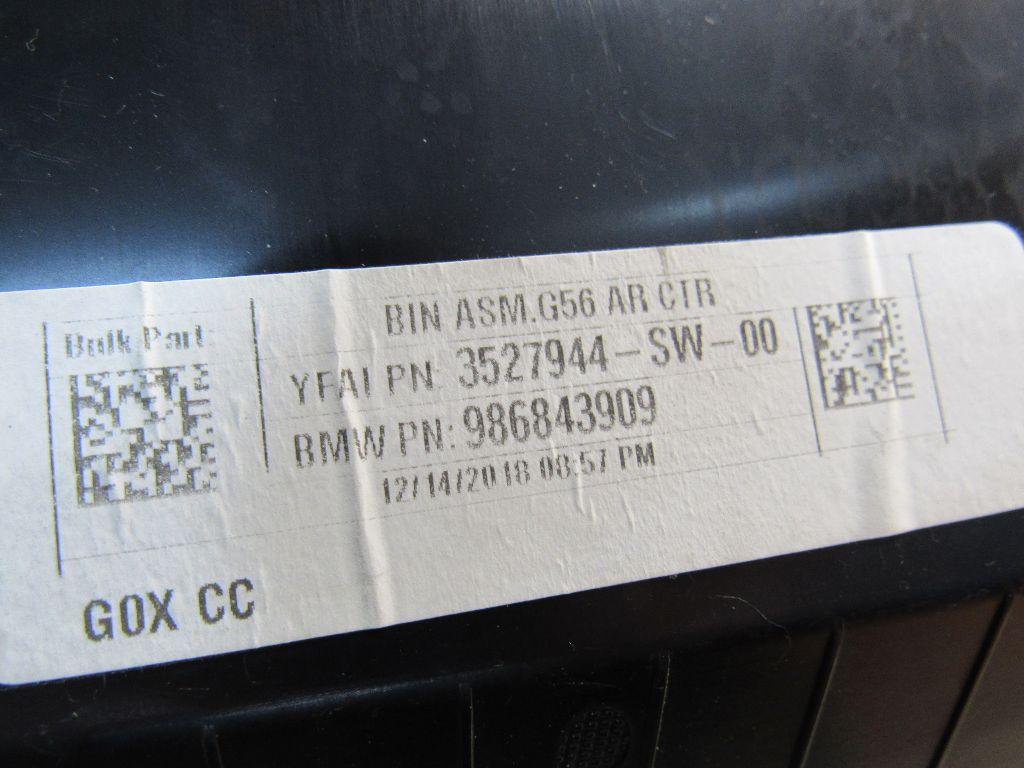 Bulk Part
BIN ASM.G56 AR CTR
YFAI PN: 3527944-SW-00
BMW PN: 986843909
12/14/2018 08:57 PM
G0X CC